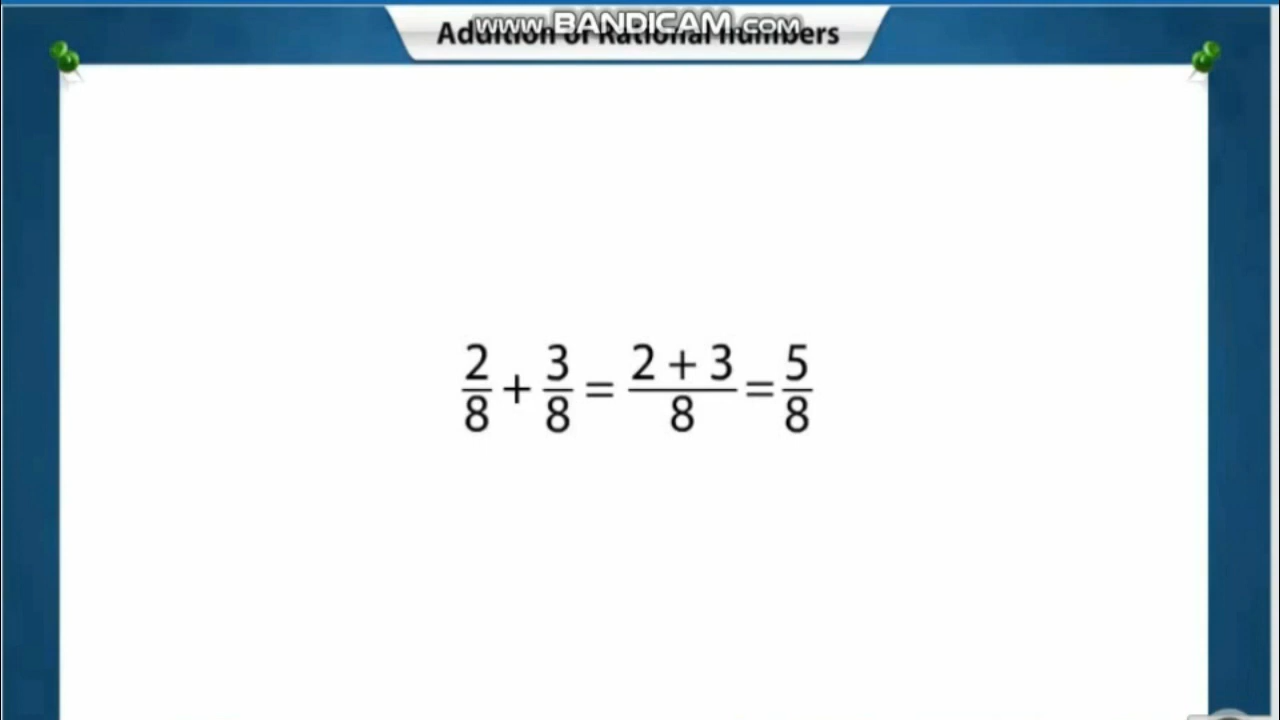 www.BANDICAM.com
Addition of Rational Numbers
2/8 + 3/8 = (2 + 3)/8 = 5/8